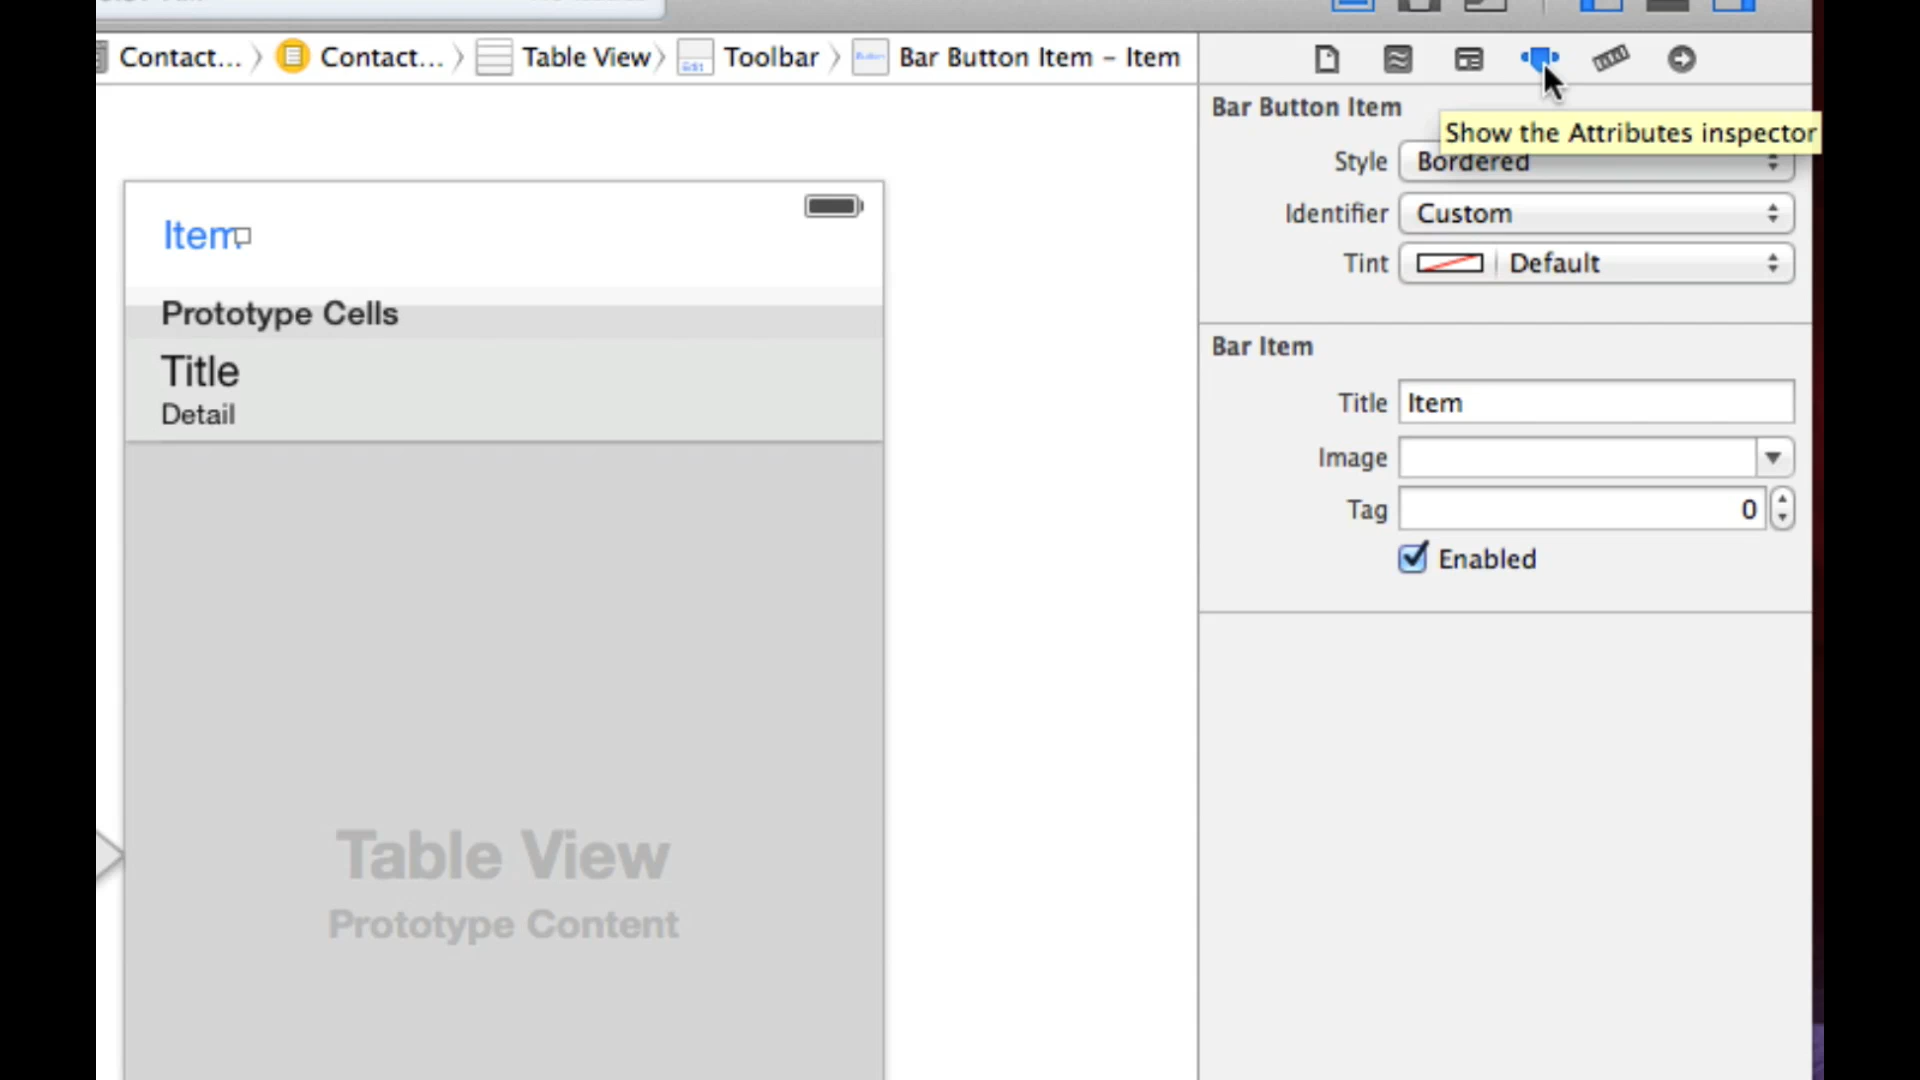 Contact... Contact... Table View Toolbar Bar Button Item – Item
Bar Button Item
Show the Attributes inspector
Style Bordered
Identifier Custom
Tint Default
Item
Prototype Cells
Title
Detail
Table View
Prototype Content
Bar Item
Title Item
Image
Tag 0
Enabled